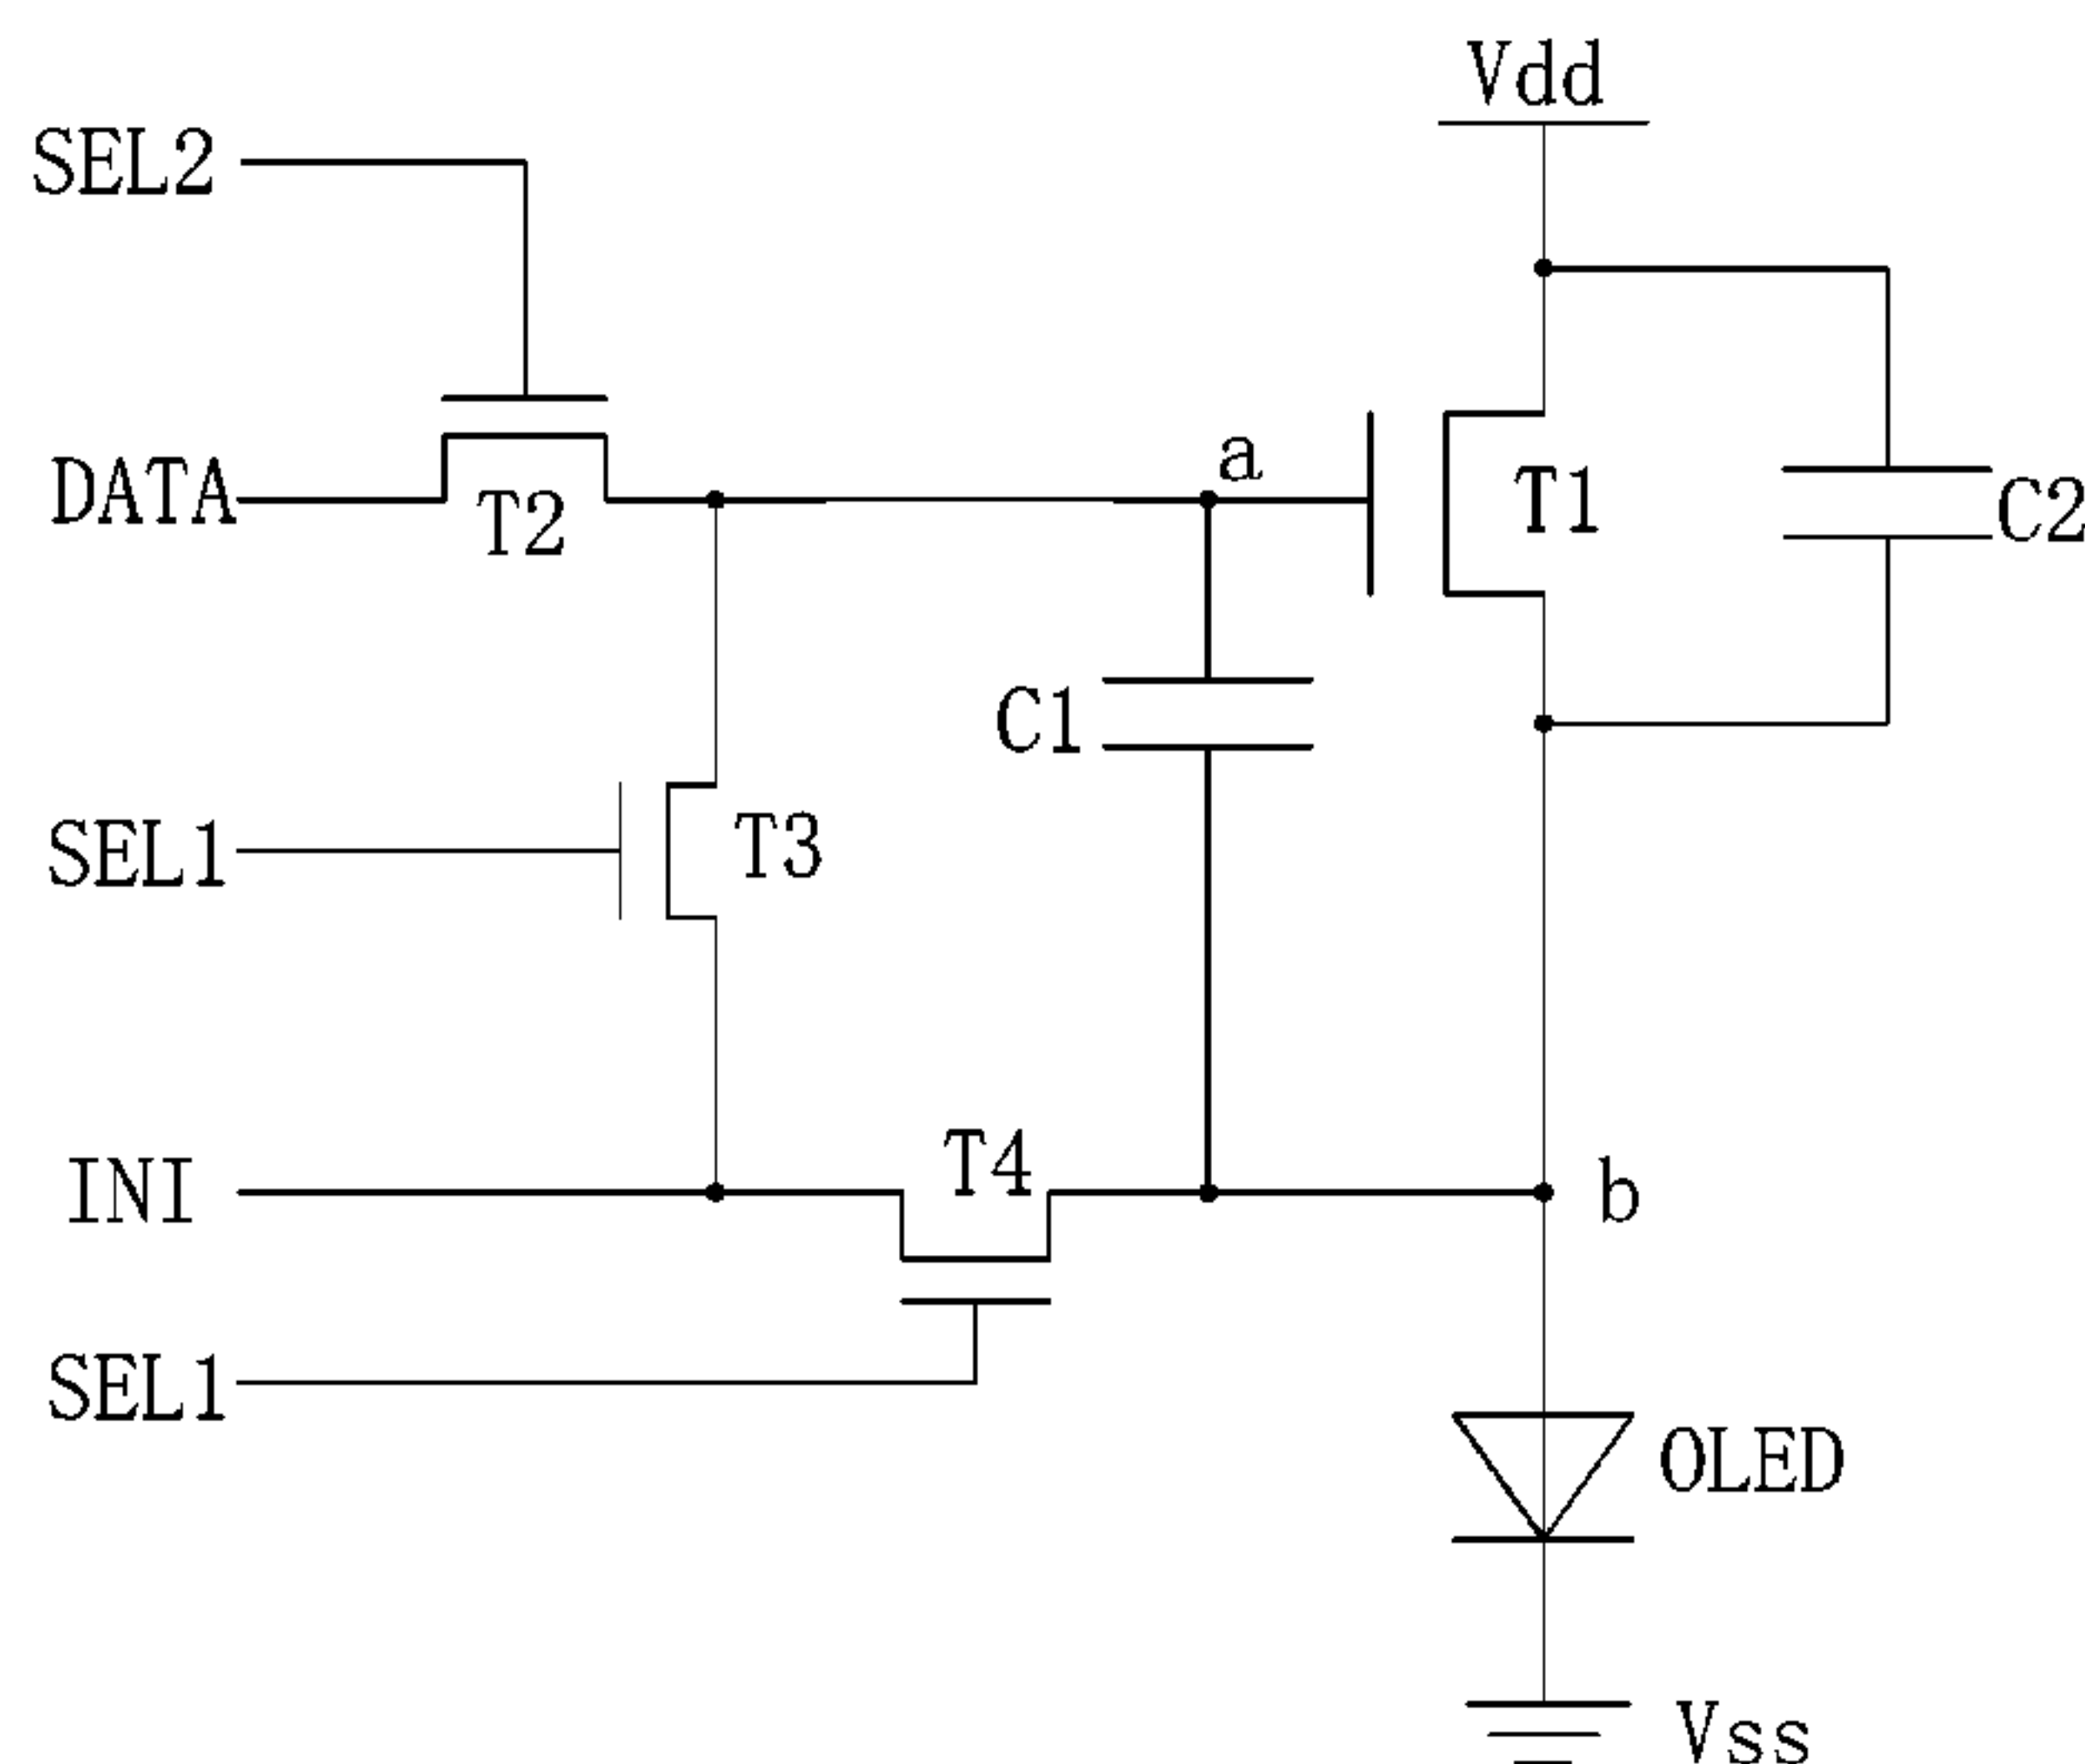 Vdd
SEL2
a
DATA
T2
T1
C2
C1
SEL1
T3
T4
INI
b
SEL1
OLED
Vss